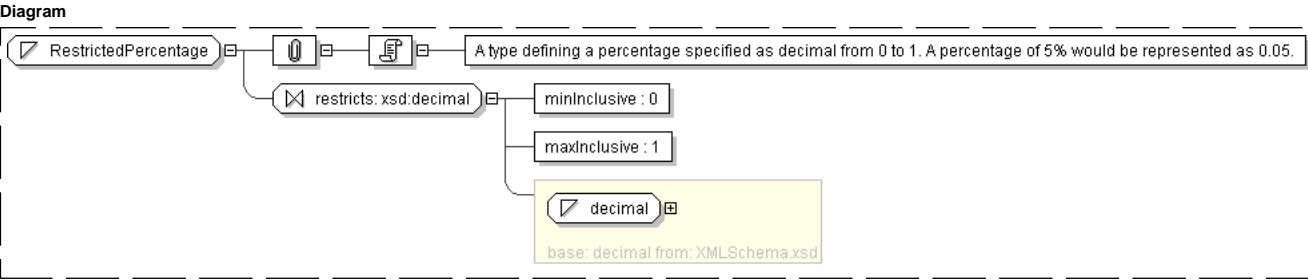 Diagram
RestrictedPercentage
A type defining a percentage specified as decimal from 0 to 1. A percentage of 5% would be represented as 0.05.
restricts: xsd:decimal
minInclusive : 0
maxInclusive : 1
decimal
base: decimal from: XMLSchema.xsd